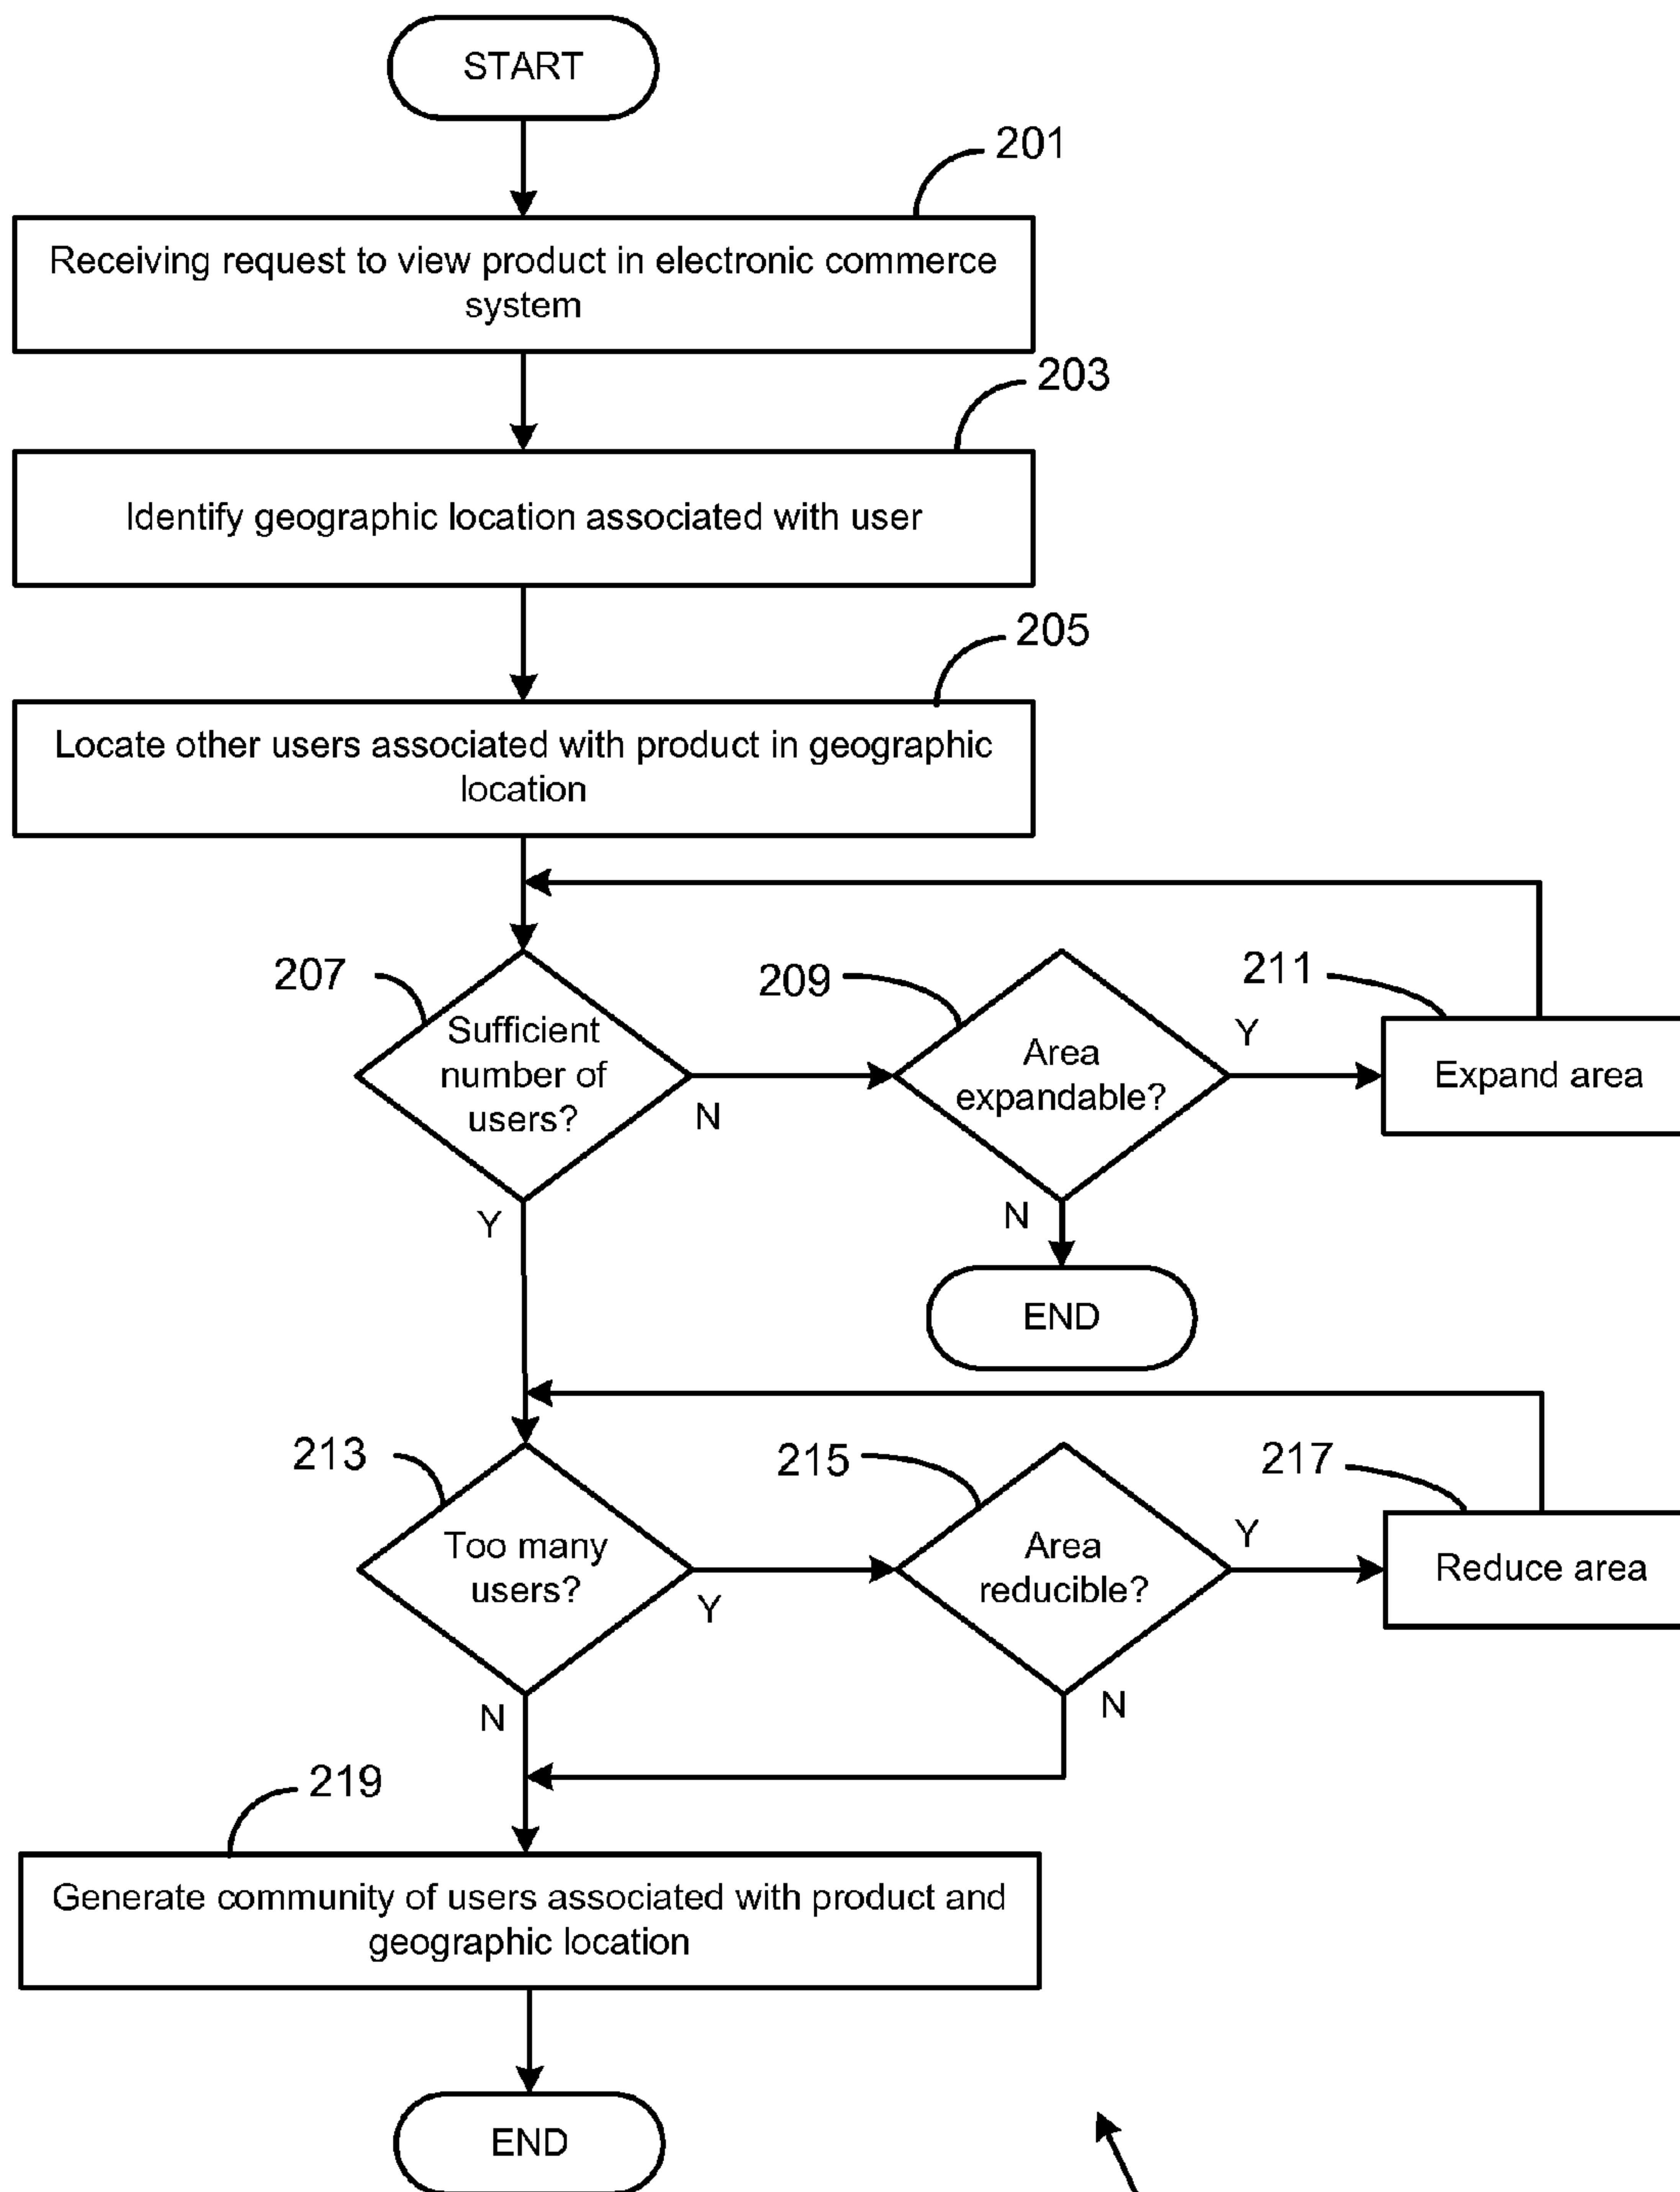 START
201
Receiving request to view product in electronic commerce
system
203
Identify geographic location associated with user
205
Locate other users associated with product in geographic
location
207
209
211
Sufficient
number of
users?
N
Y
Area
expandable?
Y
N
Expand area
END
213
215
217
Too many
users?
Y
N
Area
reducible?
Y
N
Reduce area
219
Generate community of users associated with product and
geographic location
END